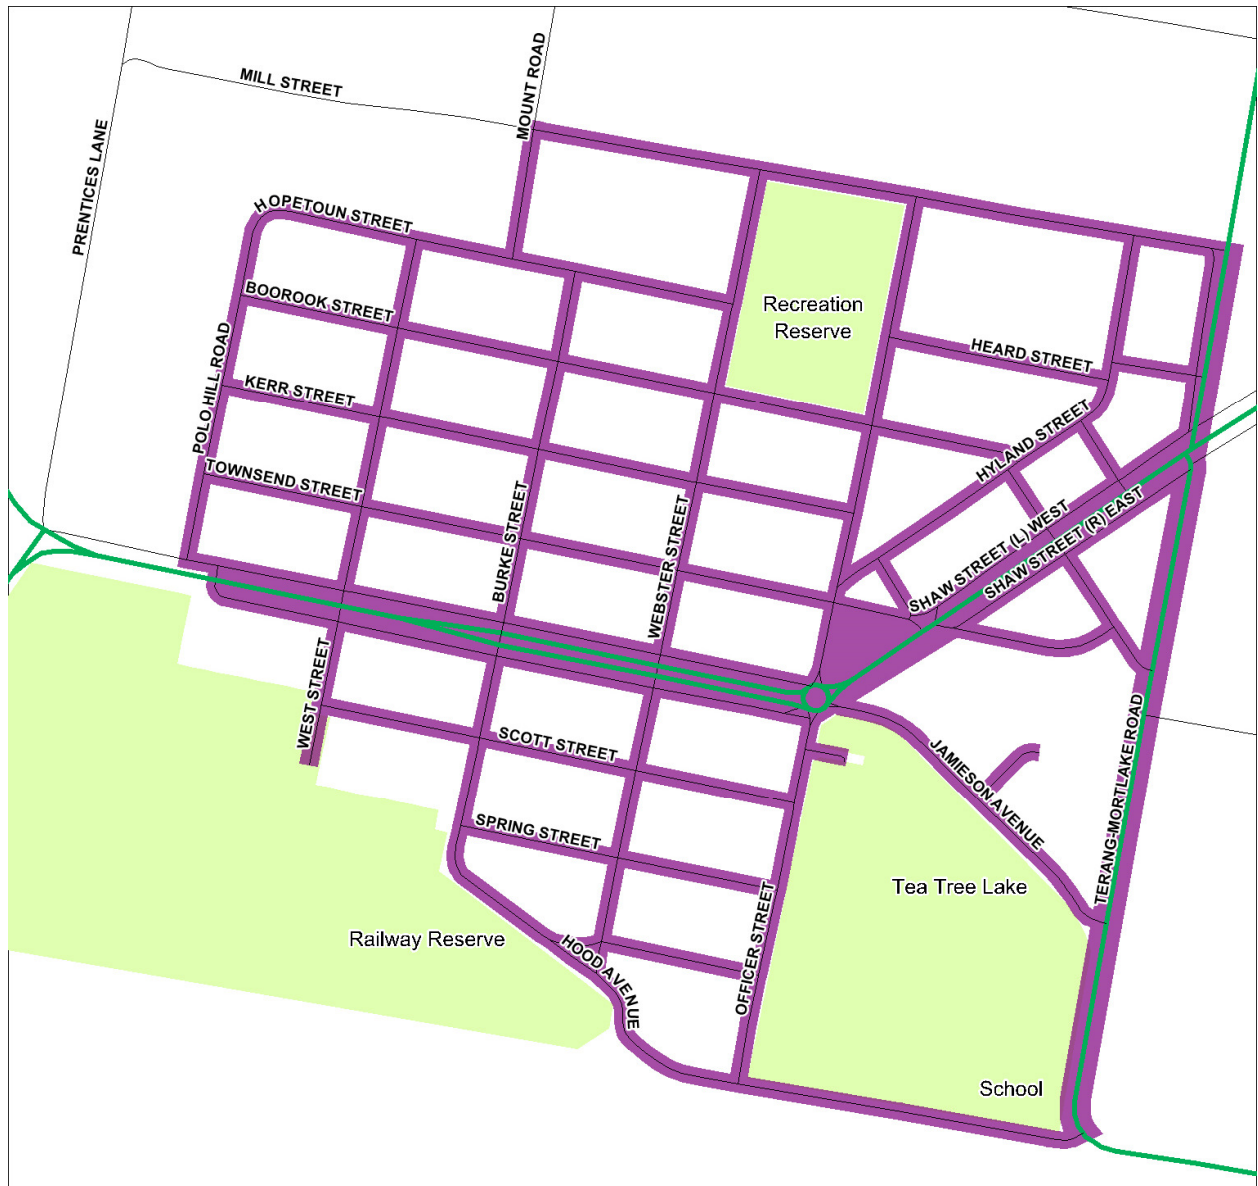 MOUNT ROAD
MILL STREET
PRENTICES LANE
HOPETOUN STREET
BOOROOK STREET
Recreation
Reserve
POLO HILL ROAD
HEARD STREET
KERR STREET
HYLAND STREET
TOWNSEND STREET
BURKE STREET
WEBSTER STREET
SHAW STREET (L) WEST
SHAW STREET (R) EAST
WEST STREET
SCOTT STREET
JAMIESON AVENUE
TERANG-MORTLAKE ROAD
SPRING STREET
Tea Tree Lake
Railway Reserve
HOOD AVENUE
OFFICER STREET
School